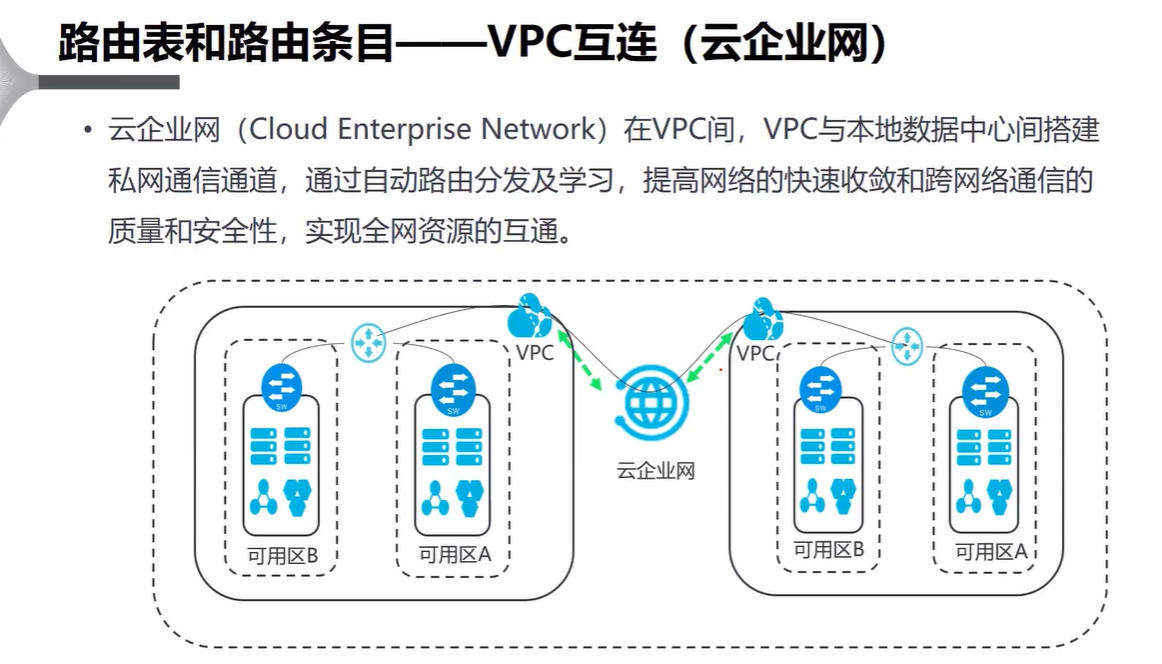 路由表和路由条目——VPC互连（云企业网）
• 云企业网（Cloud Enterprise Network）在VPC间，VPC与本地数据中心间搭建
私网通信通道，通过自动路由分发及学习，提高网络的快速收敛和跨网络通信的
质量和安全性，实现全网资源的互通。
VPC
VPC
SW
SW
SW
SW
云企业网
可用区B
可用区A
可用区B
可用区A